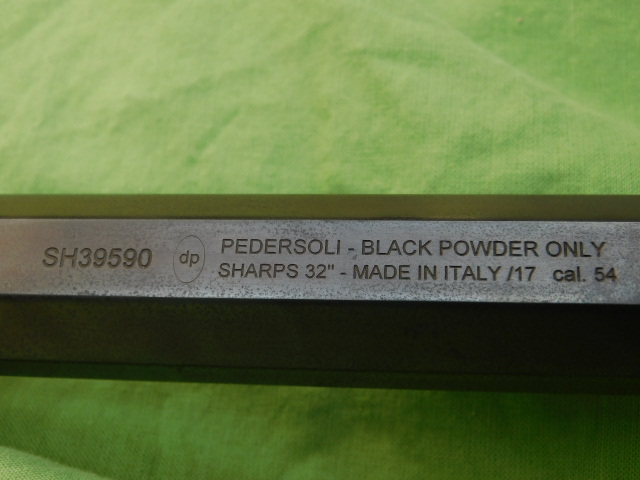 SH39590
dp
PEDERSOLI - BLACK POWDER ONLY
SHARPS 32" - MADE IN ITALY /17 cal. 54